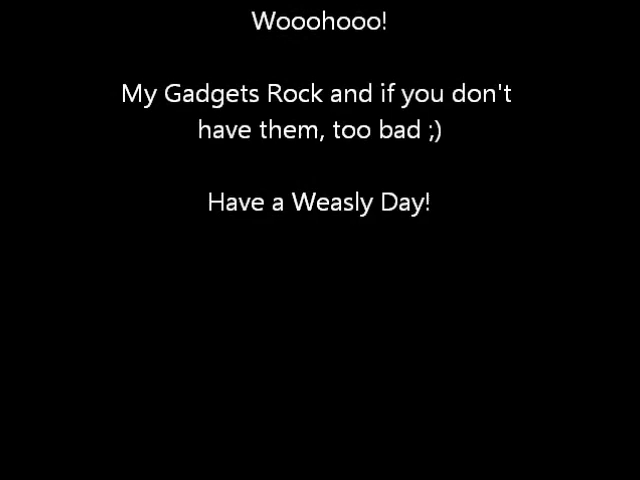 Wooohooo!
My Gadgets Rock and if you don't
have them, too bad ;)
Have a Weasly Day!